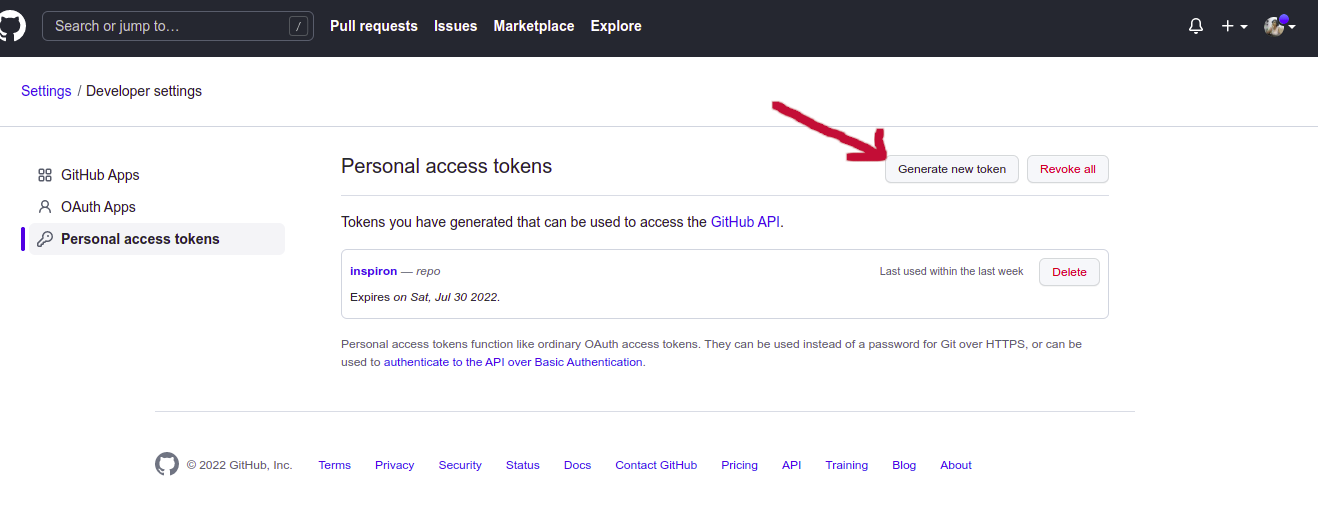 Search or jump to… /
Pull requests Issues Marketplace Explore
Settings / Developer settings
GitHub Apps
OAuth Apps
Personal access tokens
Personal access tokens
Generate new token Revoke all
Tokens you have generated that can be used to access the GitHub API.
inspiron — repo Last used within the last week Delete
Expires on Sat, Jul 30 2022.
Personal access tokens function like ordinary OAuth access tokens. They can be used instead of a password for Git over HTTPS, or can be
used to authenticate to the API over Basic Authentication.
© 2022 GitHub, Inc. Terms Privacy Security Status Docs Contact GitHub Pricing API Training Blog About